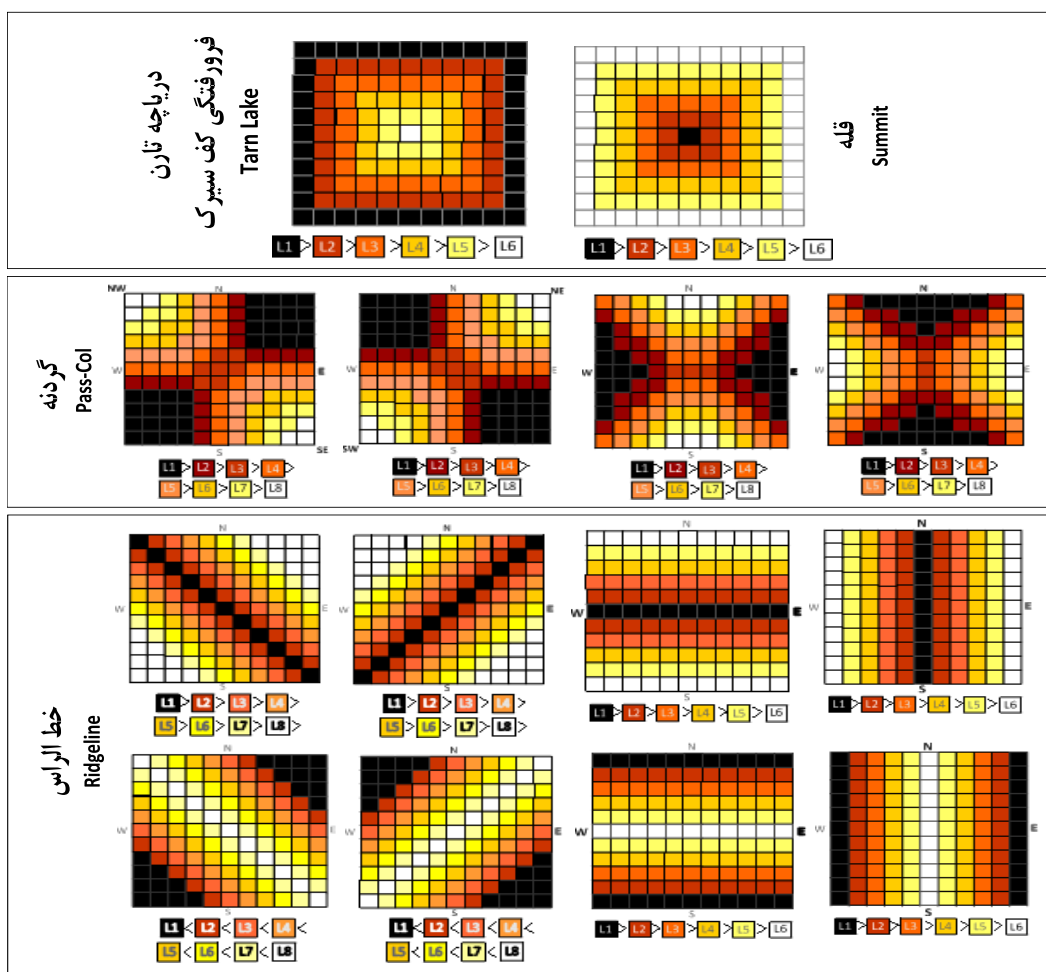 دریاچه تارن
فرورفتگی کف سیرک
Tarn Lake
L1>L2>L3>L4>L5>L6
L1>L2>L3>L4>L5>L6
قله
Summit
گردنه
Pass-Col
NW N
W E
S SE
L1>L2>L3>L4>
L5>L6>L7>L8
N NE
W E
SW S
L1>L2>L3>L4>
L5>L6>L7>L8
N
W E
S
L1>L2>L3>L4>
L5>L6>L7>L8
N
W E
S
L1>L2>L3>L4>
L5>L6>L7>L8
خط الراس
Ridgeline
N
W E
S
L1>L2>L3>L4>
L5>L6>L7>L8>
N
W E
S
L1>L2>L3>L4>
L5>L6>L7>L8>
N
W E
S
L1>L2>L3>L4>L5>L6
N
W E
S
L1>L2>L3>L4>L5>L6
N
W E
S
L1<L2<L3<L4<
L5<L6<L7<L8
N
W E
S
L1<L2<L3<L4<
L5<L6<L7<L8
N
W E
S
L1>L2>L3>L4>L5>L6
N
W E
S
L1>L2>L3>L4>L5>L6